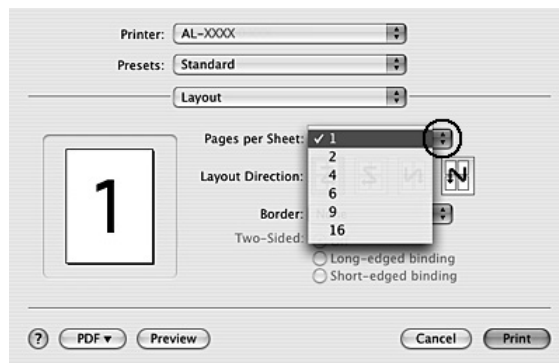 Printer: AL-XXXX
Presets: Standard
Layout
Pages per Sheet: ✓ 1
2
4
6
9
16
Layout Direction:
Border:
Two-Sided:
Long-edged binding
Short-edged binding
1
? PDF ▼ Preview Cancel Print